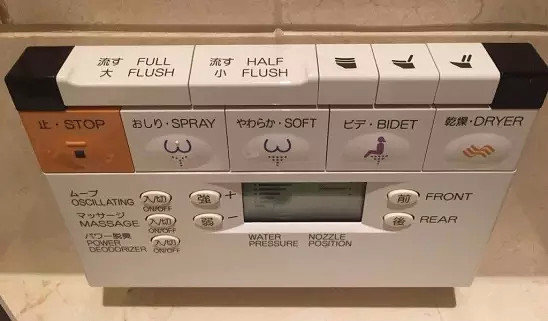 流す FULL
大 FLUSH
流す HALF
小 FLUSH
止・STOP
おしり・SPRAY
やわらか・SOFT
ビデ・BIDET
乾燥・DRYER
ムーブ
OSCILLATING
入/切
ON/OFF
強 +
前 FRONT
マッサージ
MASSAGE
入/切
ON/OFF
弱 −
後 REAR
パワー脱臭
POWER
DEODORIZER
入/切
ON/OFF
WATER
PRESSURE
NOZZLE
POSITION